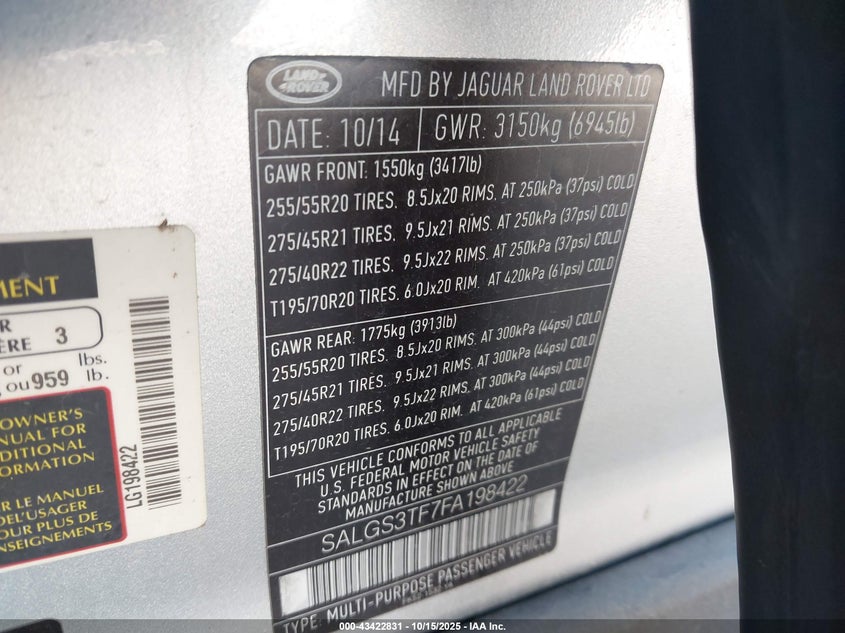 LAND ROVER
MFD BY JAGUAR LAND ROVER LTD
DATE: 10/14
GWR: 3150kg (6945lb)
GAWR FRONT: 1550kg (3417lb)
255/55R20 TIRES. 8.5Jx20 RIMS. AT 250kPa (37psi) COLD
275/45R21 TIRES. 9.5Jx21 RIMS. AT 250kPa (37psi) COLD
275/40R22 TIRES. 9.5Jx22 RIMS. AT 250kPa (37psi) COLD
T195/70R20 TIRES. 6.0Jx20 RIM. AT 420kPa (61psi) COLD
GAWR REAR: 1775kg (3913lb)
255/55R20 TIRES. 8.5Jx20 RIMS. AT 300kPa (44psi) COLD
275/45R21 TIRES. 9.5Jx21 RIMS. AT 300kPa (44psi) COLD
275/40R22 TIRES. 9.5Jx22 RIMS. AT 300kPa (44psi) COLD
T195/70R20 TIRES. 6.0Jx20 RIM. AT 420kPa (61psi) COLD
THIS VEHICLE CONFORMS TO ALL APPLICABLE
U.S. FEDERAL MOTOR VEHICLE SAFETY
STANDARDS IN EFFECT ON THE DATE OF
MANUFACTURE SHOWN ABOVE
SALGS3TF7FA198422
TYPE: MULTI-PURPOSE PASSENGER VEHICLE
MENT
R
ÈRE 3
or lbs.
ou 959 lb.
OWNER'S
NUAL FOR
DITIONAL
ORMATION
R LE MANUEL
DEL'USAGER
POUR PLUS DE
NSEIGNEMENTS
LG198422
000-43422831 - 10/15/2025 - IAA Inc.